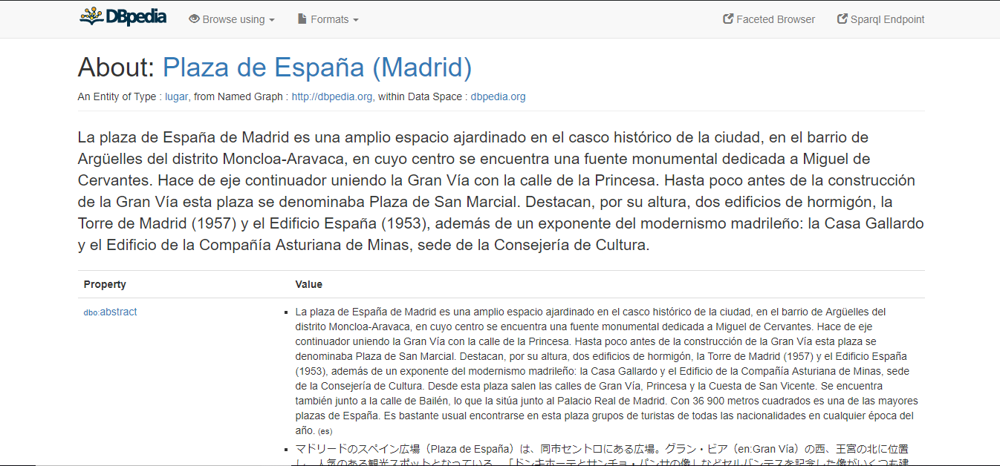 DBpedia Browse using Formats Faceted Browser Sparql Endpoint
About: Plaza de España (Madrid)
An Entity of Type : lugar, from Named Graph : http://dbpedia.org, within Data Space : dbpedia.org
La plaza de España de Madrid es una amplio espacio ajardinado en el casco histórico de la ciudad, en el barrio de
Argüelles del distrito Moncloa-Aravaca, en cuyo centro se encuentra una fuente monumental dedicada a Miguel de
Cervantes. Hace de eje continuador uniendo la Gran Vía con la calle de la Princesa. Hasta poco antes de la construcción
de la Gran Vía esta plaza se denominaba Plaza de San Marcial. Destacan, por su altura, dos edificios de hormigón, la
Torre de Madrid (1957) y el Edificio España (1953), además de un exponente del modernismo madrileño: la Casa Gallardo
y el Edificio de la Compañía Asturiana de Minas, sede de la Consejería de Cultura.
Property Value
dbo:abstract
La plaza de España de Madrid es una amplio espacio ajardinado en el casco histórico de la ciudad, en el barrio de Argüelles del
distrito Moncloa-Aravaca, en cuyo centro se encuentra una fuente monumental dedicada a Miguel de Cervantes. Hace de eje
continuador uniendo la Gran Vía con la calle de la Princesa. Hasta poco antes de la construcción de la Gran Vía esta plaza se
denominaba Plaza de San Marcial. Destacan, por su altura, dos edificios de hormigón, la Torre de Madrid (1957) y el Edificio España
(1953), además de un exponente del modernismo madrileño: la Casa Gallardo y el Edificio de la Compañía Asturiana de Minas, sede
de la Consejería de Cultura. Desde esta plaza salen las calles de Gran Vía, Princesa y la Cuesta de San Vicente. Se encuentra
también junto a la calle de Bailén, lo que la sitúa junto al Palacio Real de Madrid. Con 36 900 metros cuadrados es una de las mayores
plazas de España. Es bastante usual encontrarse en esta plaza grupos de turistas de todas las nacionalidades en cualquier época del
año. (es)
マドリードのスペイン広場（Plaza de España）は、同市セントロにある広場。グラン・ビア（en:Gran Vía）の西、王宮の北に位置
し、人気のある観光スポットとなっている。「ドンキホーテとサンチョ・パンサの像」などセルバンテスを記念した像がいくつも建